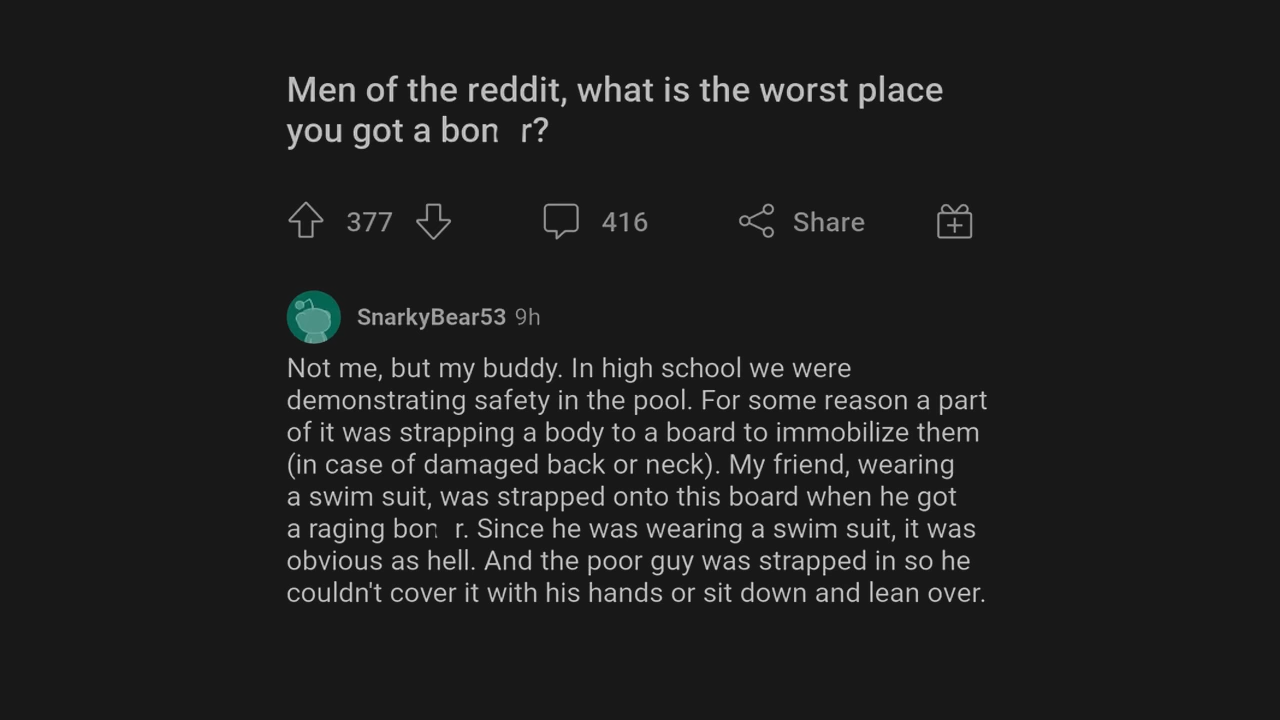 Men of the reddit, what is the worst place
you got a bon r?
377
416
Share
SnarkyBear53 9h
Not me, but my buddy. In high school we were
demonstrating safety in the pool. For some reason a part
of it was strapping a body to a board to immobilize them
(in case of damaged back or neck). My friend, wearing
a swim suit, was strapped onto this board when he got
a raging bon r. Since he was wearing a swim suit, it was
obvious as hell. And the poor guy was strapped in so he
couldn't cover it with his hands or sit down and lean over.